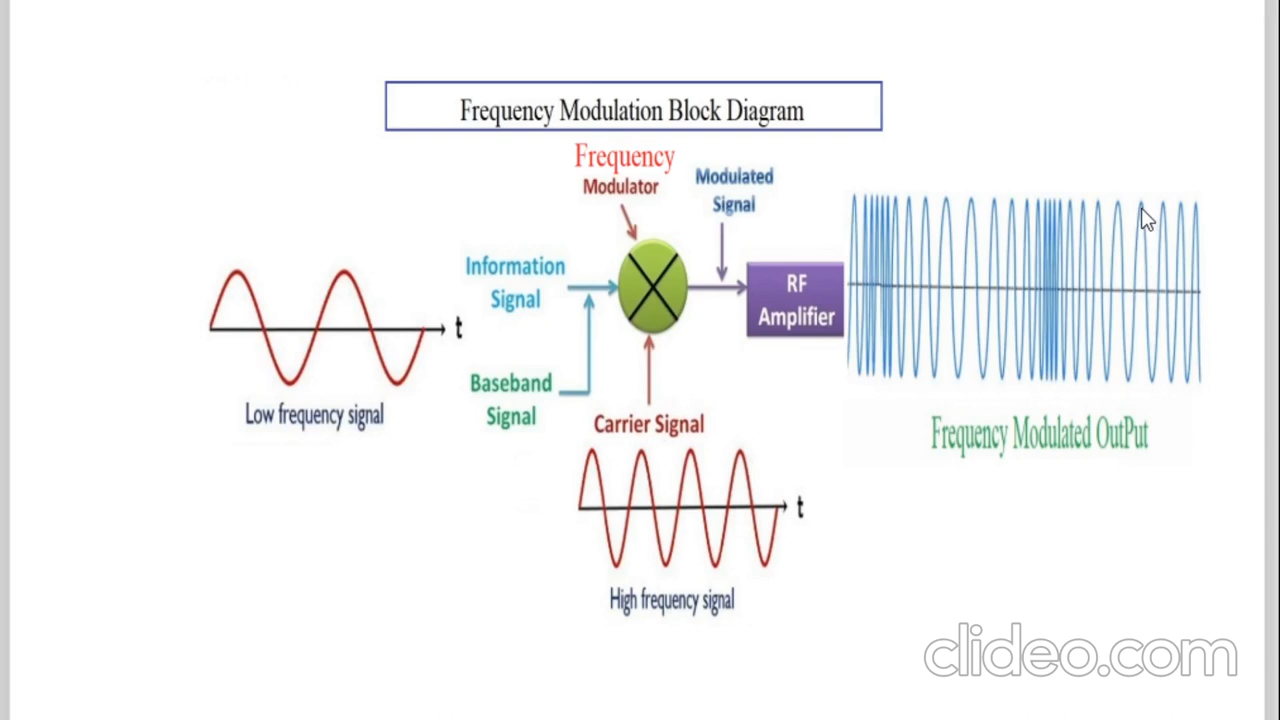 Frequency Modulation Block Diagram
Frequency
Modulator
Modulated
Signal
Information
Signal
RF
Amplifier
t
Baseband
Signal
Low frequency signal
Carrier Signal
Frequency Modulated OutPut
t
High frequency signal
clideo.com